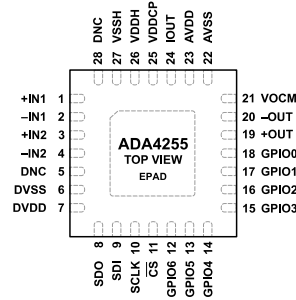 28 DNC
27 VSSH
26 VDDH
25 VDDCP
24 IOUT
23 AVDD
22 AVSS
+IN1 1
–IN1 2
+IN2 3
–IN2 4
DNC 5
DVSS 6
DVDD 7
ADA4255
TOP VIEW
EPAD
21 VOCM
20 –OUT
19 +OUT
18 GPIO0
17 GPIO1
16 GPIO2
15 GPIO3
SDO 8
SDI 9
SCLK 10
CS 11
GPIO6 12
GPIO5 13
GPIO4 14